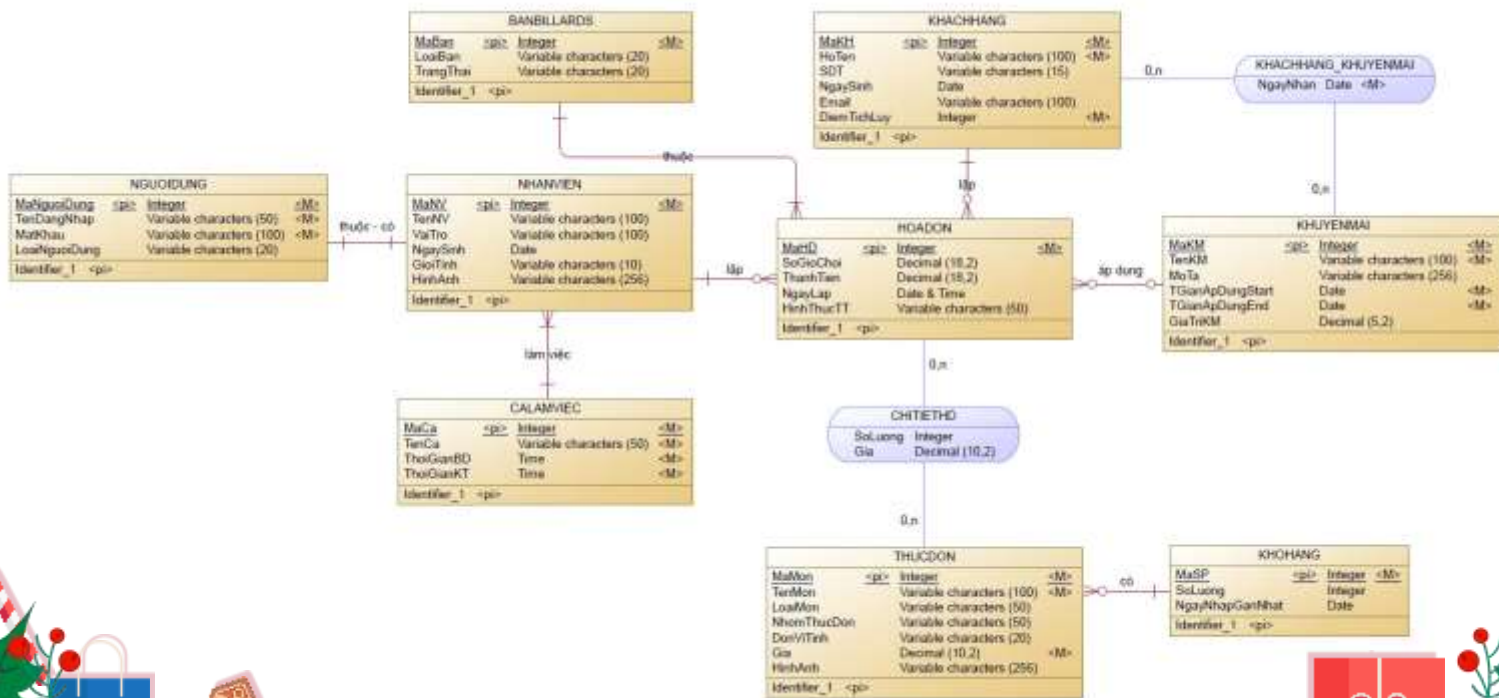 BANBILLARDS
MaBan <pi> Integer <M>
LoaiBan Variable characters (20)
TrangThai Variable characters (20)
Identifier_1 <pi>
KHACHHANG
MaKH <pi> Integer <M>
HoTen Variable characters (100) <M>
SDT Variable characters (15)
NgaySinh Date
Email Variable characters (100)
DiemTichLuy Integer <M>
Identifier_1 <pi>
0,n
KHACHHANG_KHUYENMAI
NgayNhan Date <M>
thuộc
lập
0,n
NGUOIDUNG
MaNguoiDung <pi> Integer <M>
TenDangNhap Variable characters (50) <M>
MatKhau Variable characters (100) <M>
LoaiNguoiDung Variable characters (20)
Identifier_1 <pi>
thuộc - có
NHANVIEN
MaNV <pi> Integer <M>
TenNV Variable characters (100)
VaiTro Variable characters (100)
NgaySinh Date
GioiTinh Variable characters (10)
HinhAnh Variable characters (256)
Identifier_1 <pi>
lập
HOADON
MaHD <pi> Integer <M>
SoGioChoi Decimal (18,2)
ThanhTien Decimal (18,2)
NgayLap Date & Time
HinhThucTT Variable characters (50)
Identifier_1 <pi>
áp dung
KHUYENMAI
MaKM <pi> Integer <M>
TenKM Variable characters (100) <M>
MoTa Variable characters (256)
TGianApDungStart Date <M>
TGianApDungEnd Date <M>
GiaTriKM Decimal (5,2)
Identifier_1 <pi>
làm việc
0,n
CALAMVIEC
MaCa <pi> Integer <M>
TenCa Variable characters (50) <M>
ThoiGianBD Time <M>
ThoiGianKT Time <M>
Identifier_1 <pi>
CHITIETHD
SoLuong Integer
Gia Decimal (10,2)
0,n
THUCDON
MaMon <pi> Integer <M>
TenMon Variable characters (100) <M>
LoaiMon Variable characters (50)
NhomThucDon Variable characters (50)
DonViTinh Variable characters (20)
Gia Decimal (10,2) <M>
HinhAnh Variable characters (256)
Identifier_1 <pi>
có
KHOHANG
MaSP <pi> Integer <M>
SoLuong Integer
NgayNhapGanNhat Date
Identifier_1 <pi>